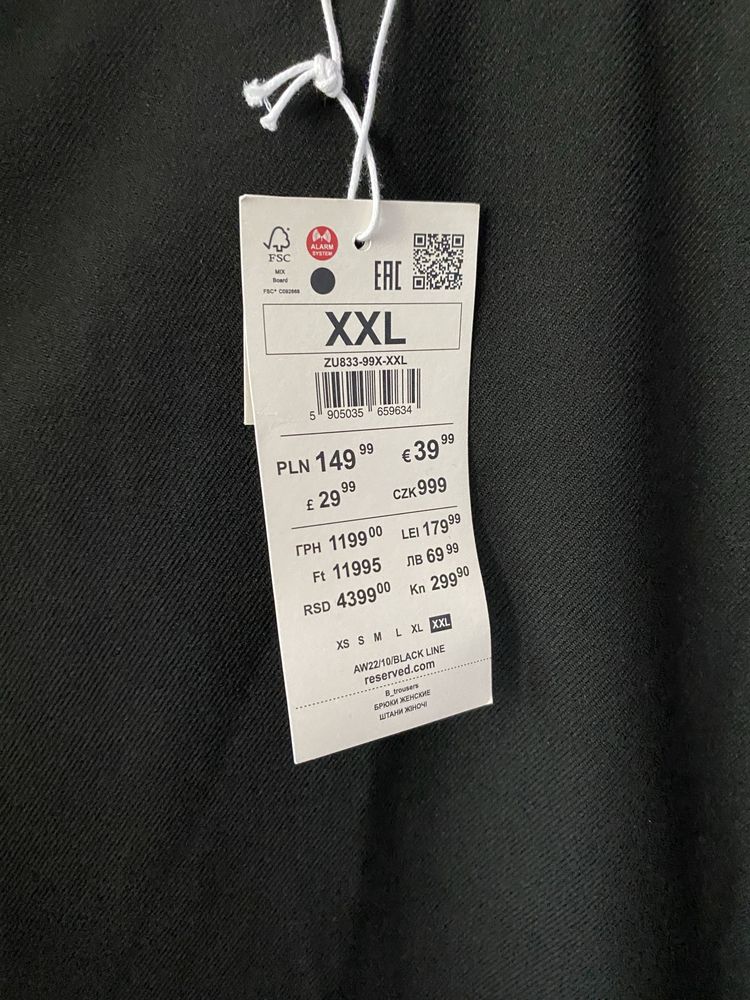 FSC
MIX
Board
FSC® C092668
ALARM
SYSTEM
EAC
XXL
ZU833-99X-XXL
5 905035 659634
PLN 149 99 € 39 99
£ 29 99 CZK 999
ГРН 1199 00 LEI 179 99
Ft 11995 ЛВ 69 99
RSD 4399 00 Kn 299 90
XS S M L XL XXL
AW22/10/BLACK LINE
reserved.com
B_trousers
БРЮКИ ЖЕНСКИЕ
ШТАНИ ЖІНОЧІ